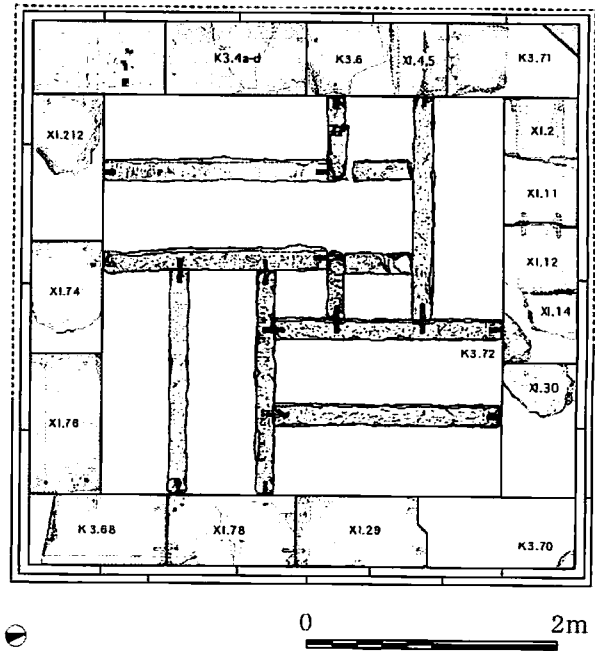 K3.4a-d K3.6 XI.4,5 K3.71
XI.212 XI.2
XI.11
XI.74 XI.12
XI.14
K3.72
XI.30
XI.76
K3.68 XI.78 XI.29 K3.70
0 2m